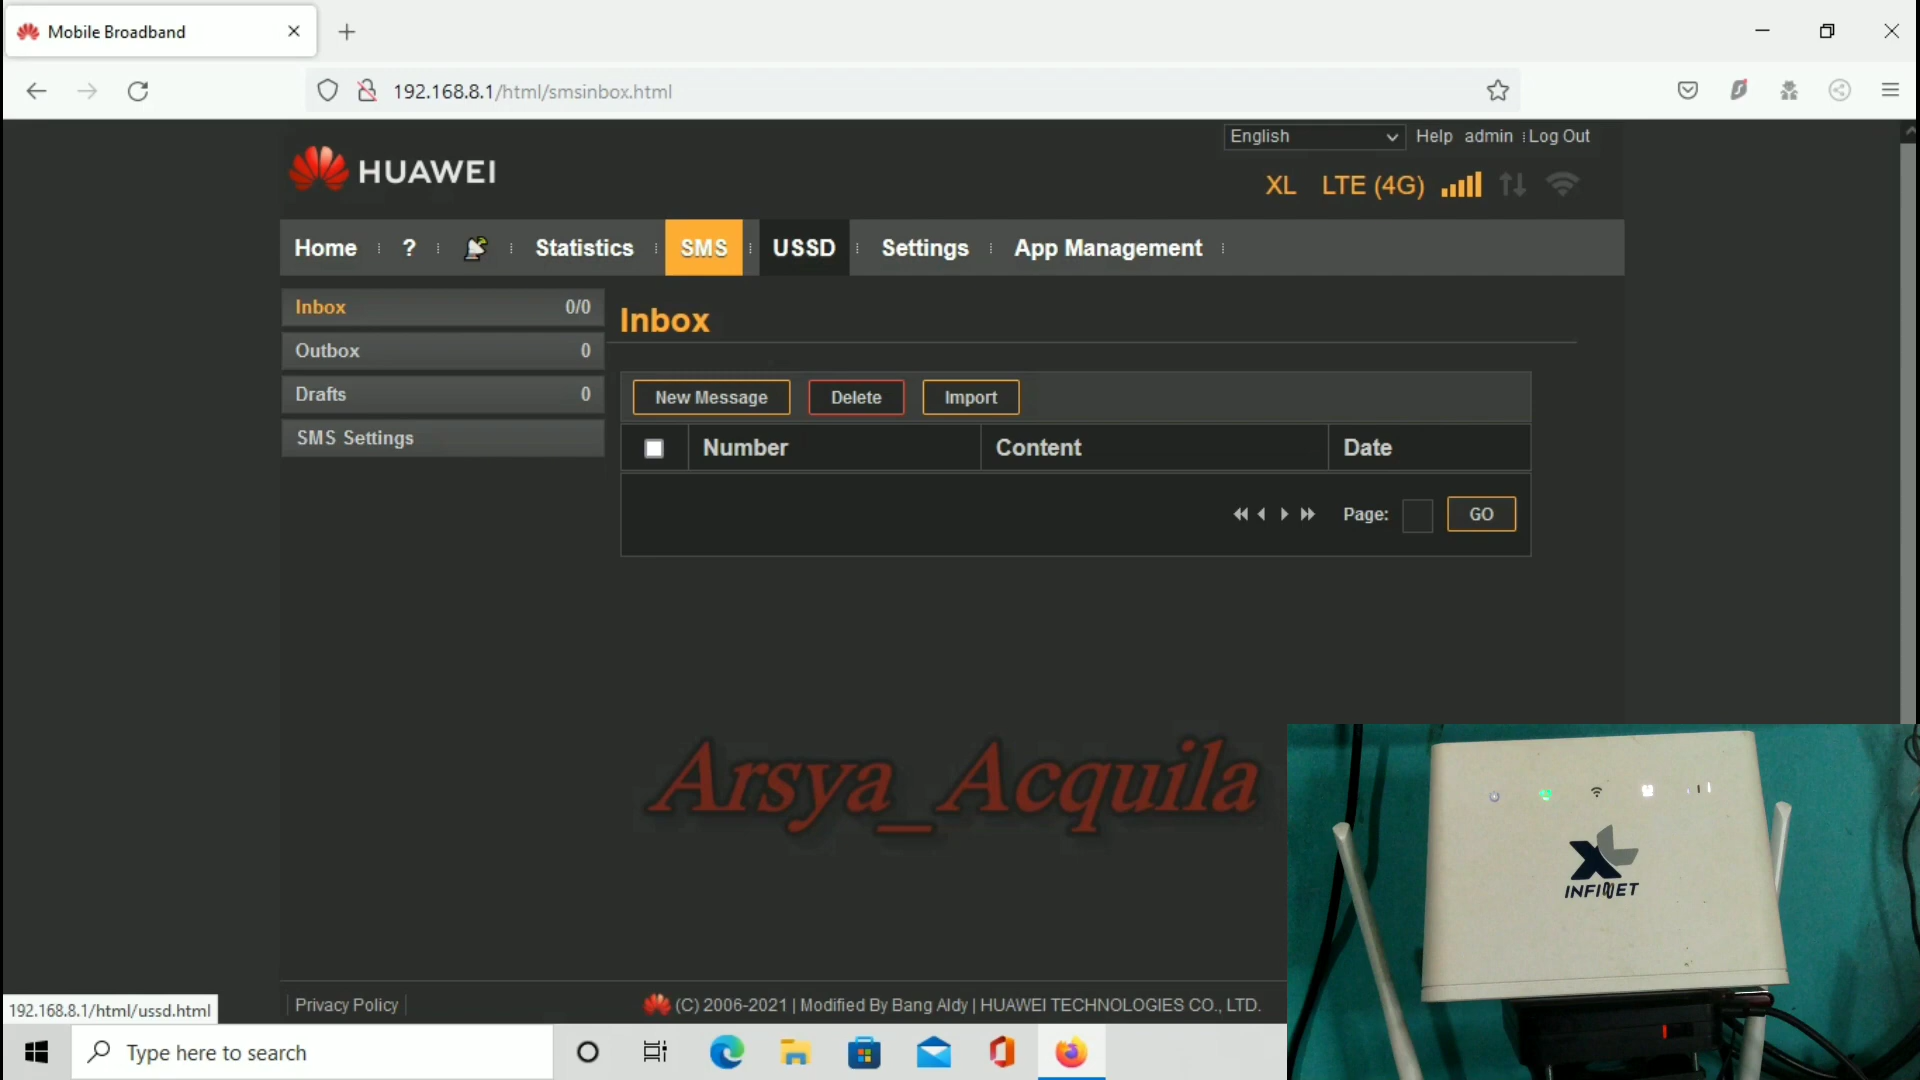 Mobile Broadband
192.168.8.1/html/smsinbox.html
English Help admin Log Out
HUAWEI
XL LTE (4G)
Home ? Statistics SMS USSD Settings App Management
Inbox 0/0
Outbox 0
Drafts 0
SMS Settings
Inbox
New Message Delete Import
Number Content Date
Page: GO
Arsya_Acquila
XL
INFINET
Privacy Policy
(C) 2006-2021 | Modified By Bang Aldy | HUAWEI TECHNOLOGIES CO., LTD.
192.168.8.1/html/ussd.html
Type here to search